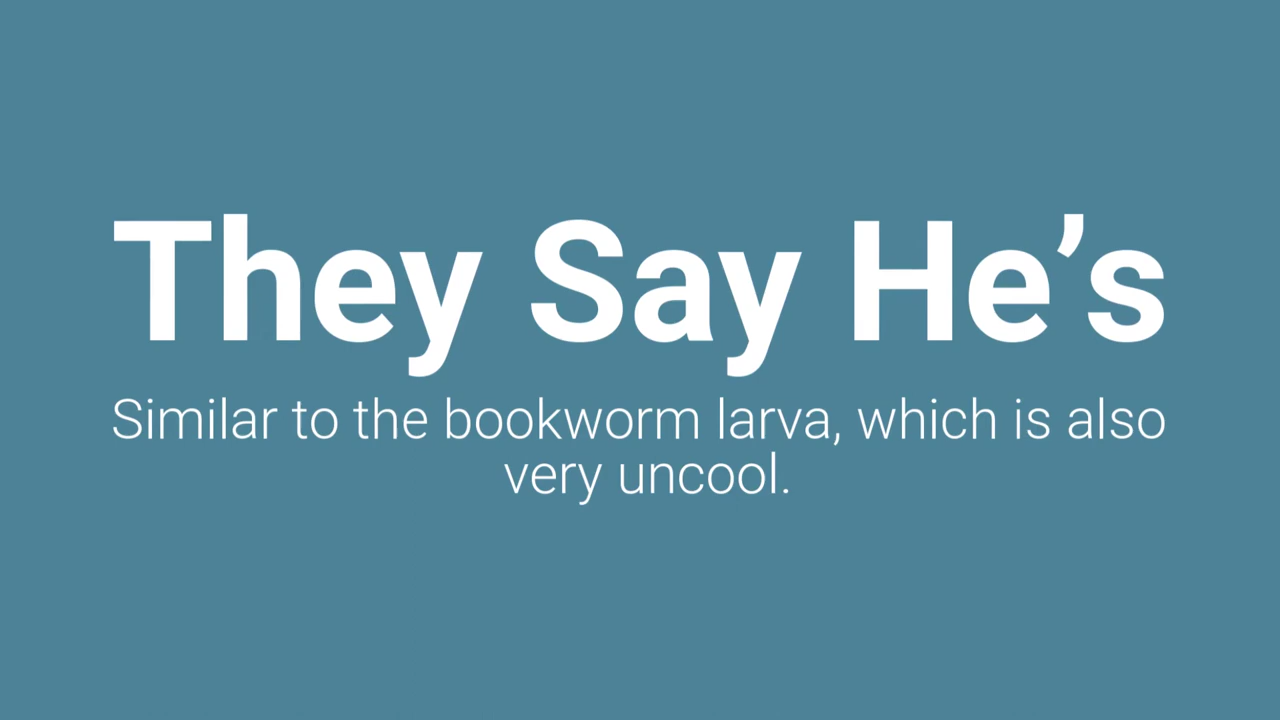 They Say He’s
Similar to the bookworm larva, which is also
very uncool.